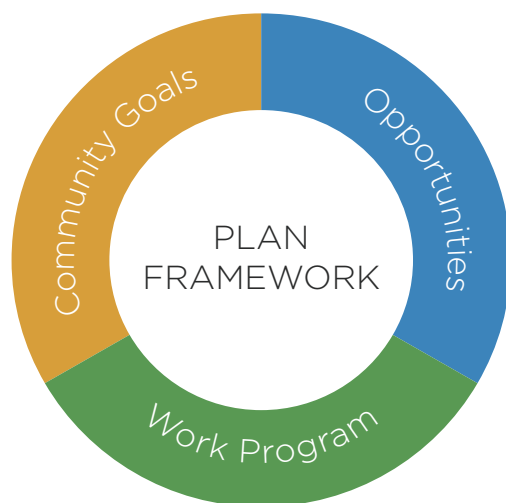 Community Goals
Opportunities
PLAN
FRAMEWORK
Work Program